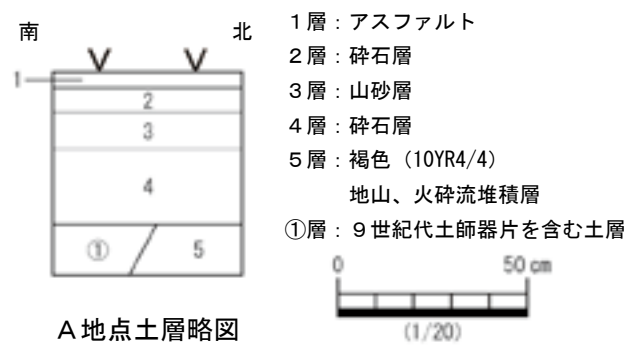 南 北
1
2
3
4
① 5
A地点土層略図
1層：アスファルト
2層：砕石層
3層：山砂層
4層：砕石層
5層：褐色（10YR4/4）
地山、火砕流堆積層
①層：9世紀代土師器片を含む土層
0 50 cm
(1/20)